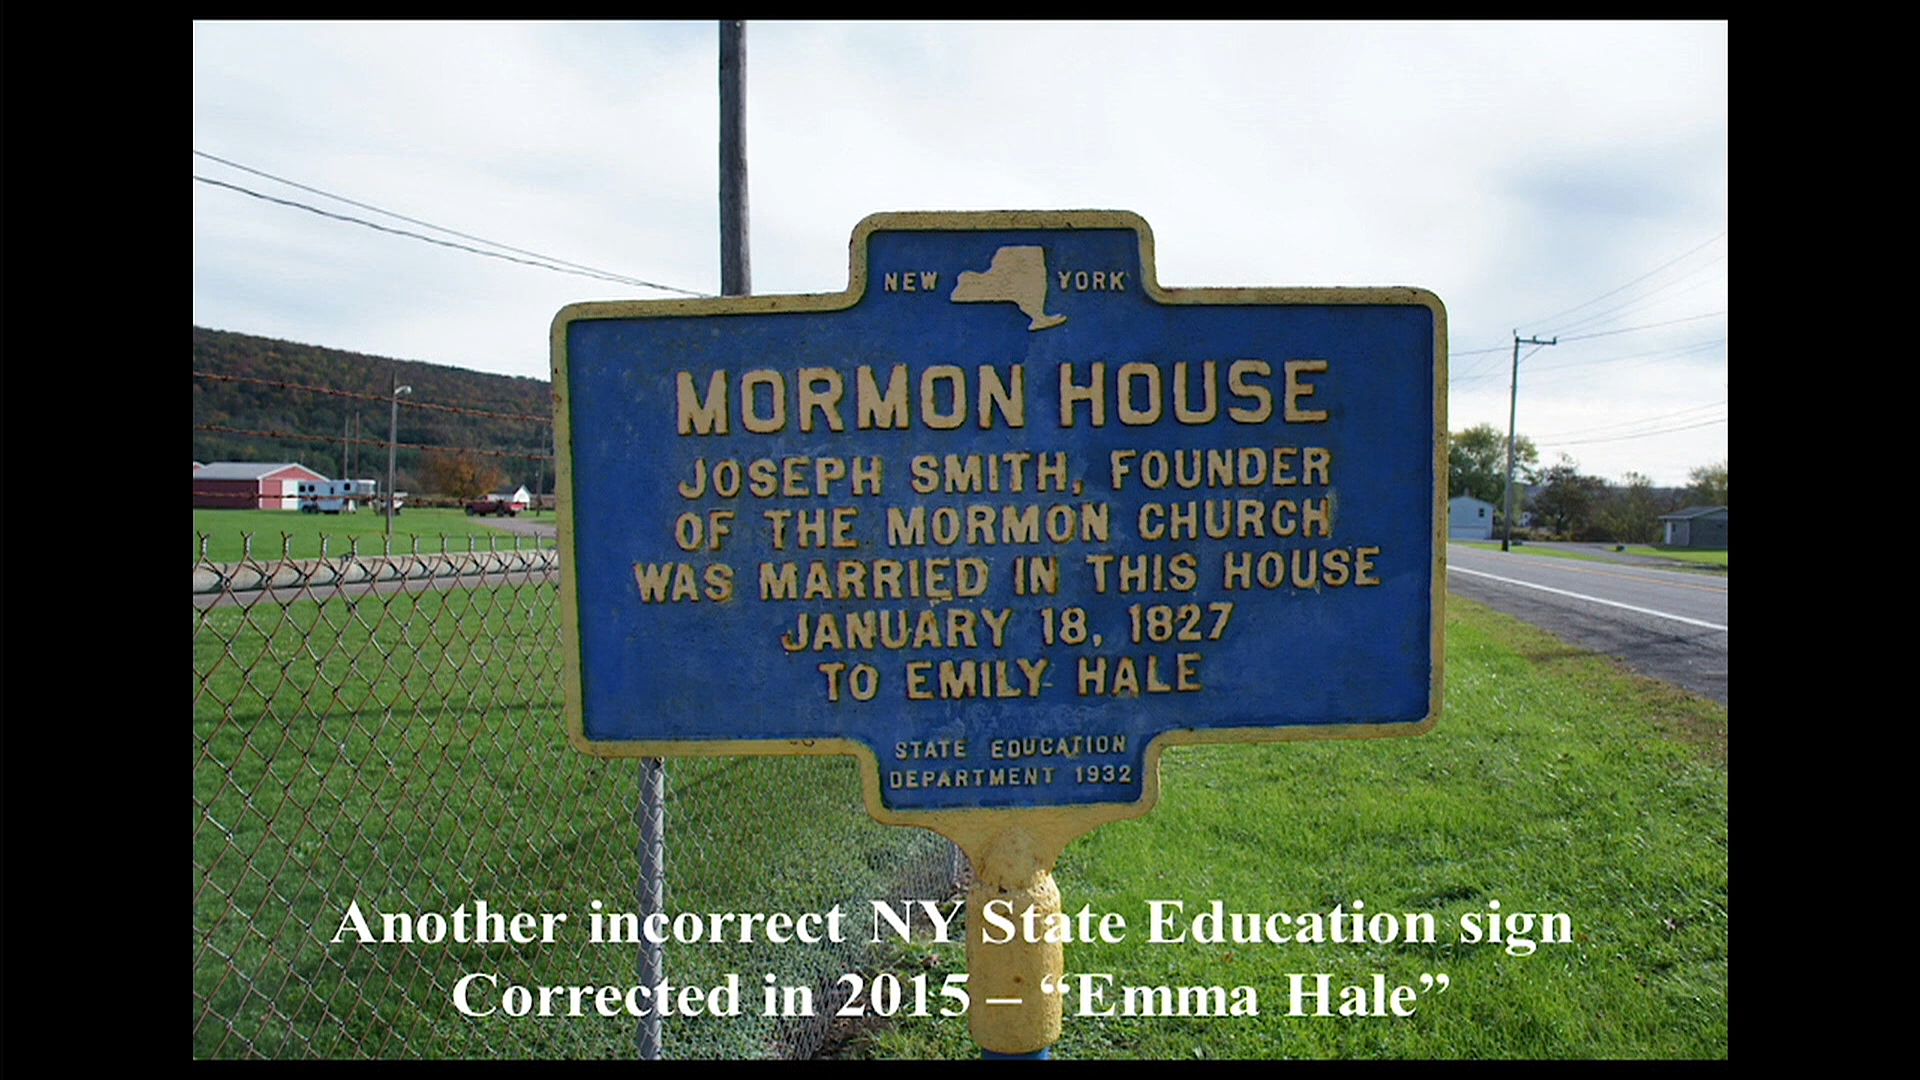 NEW YORK
MORMON HOUSE
JOSEPH SMITH, FOUNDER
OF THE MORMON CHURCH
WAS MARRIED IN THIS HOUSE
JANUARY 18, 1827
TO EMILY HALE
STATE EDUCATION
DEPARTMENT 1932
Another incorrect NY State Education sign
Corrected in 2015 – “Emma Hale”